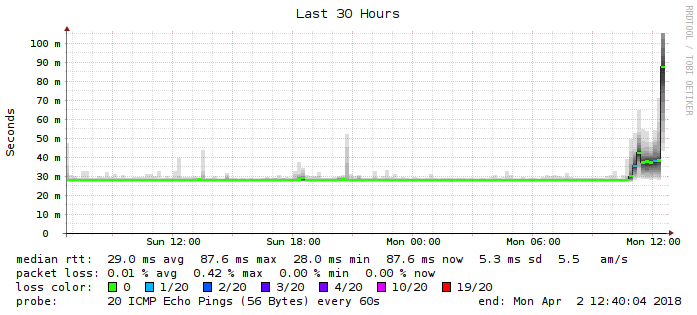 Last 30 Hours
RRDTOOL / TOBI OETIKER
Seconds
100 m
90 m
80 m
70 m
60 m
50 m
40 m
30 m
20 m
10 m
0
Sun 12:00 Sun 18:00 Mon 00:00 Mon 06:00 Mon 12:00
median rtt: 29.0 ms avg 87.6 ms max 28.0 ms min 87.6 ms now 5.3 ms sd 5.5 am/s
packet loss: 0.01 % avg 0.42 % max 0.00 % min 0.00 % now
loss color: 0 1/20 2/20 3/20 4/20 10/20 19/20
probe: 20 ICMP Echo Pings (56 Bytes) every 60s end: Mon Apr 2 12:40:04 2018